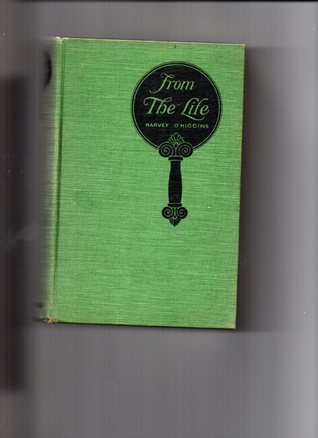 From
The Life
HARVEY O'HIGGINS